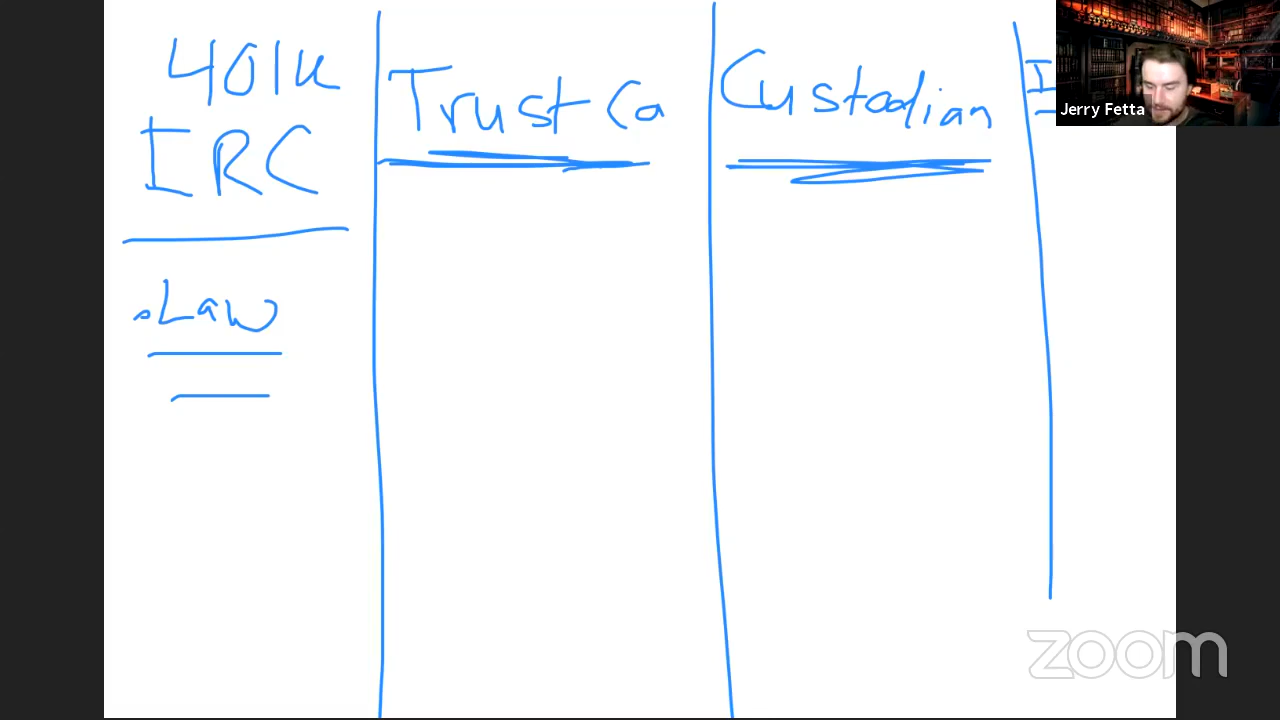 401k
IRC
Law
Trust Co
Custodian
I
Jerry Fetta
zoom